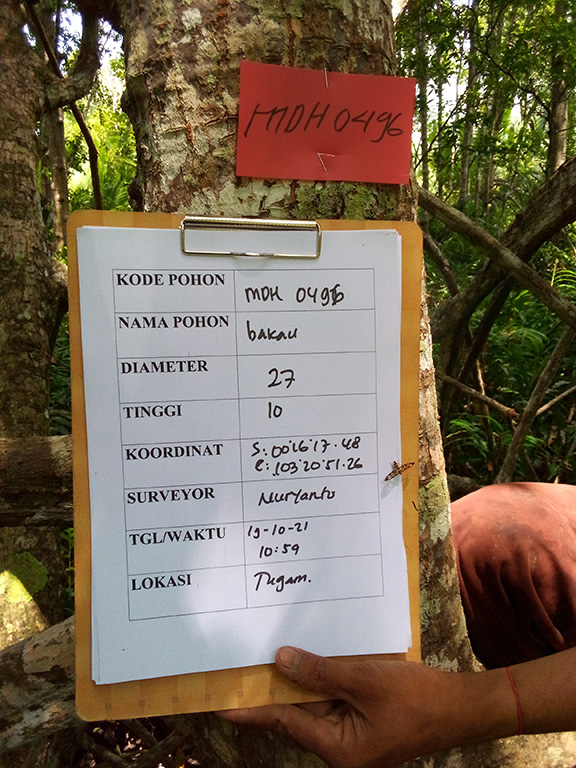 MDH 0496
KODE POHON MDH 0496
NAMA POHON bakau
DIAMETER 27
TINGGI 10
KOORDINAT S: 00°16'17.48
E: 103°20'51.26
SURVEYOR Nuryanto
TGL/WAKTU 19-10-21
10:59
LOKASI Tugam.